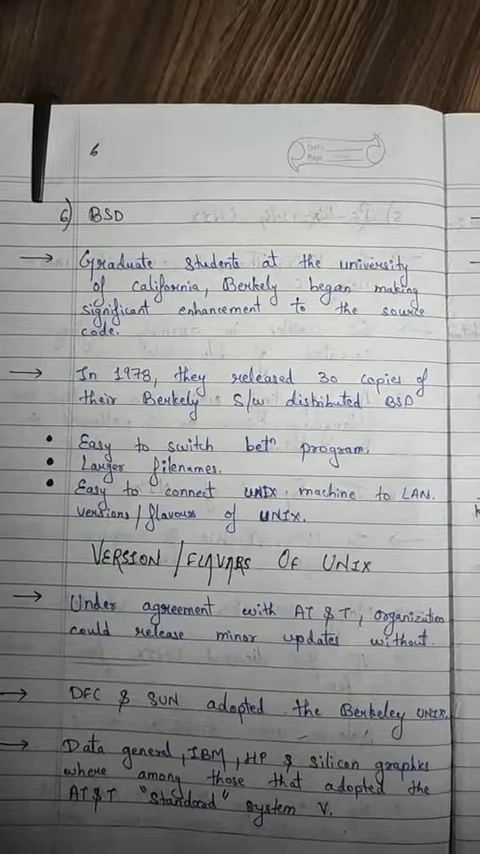 6
6) BSD
→ Graduate students at the university
of california, Berkely began making
significant enhancement to the source
code.
→ In 1978, they released 30 copies of
their Berkely S/w distributed BSD
• Easy to switch betn program.
• Larger filenames.
• Easy to connect UNIX machine to LAN.
versions/flavours of UNIX.
VERSION/FLAVARS OF UNIX
→ Under agreement with AT & T, organization
could release minor updates without.
→ DFC & SUN adopted the Berkeley UNIX.
→ Data general, IBM, HP & Silicon graphics
where among those that adopted the
AT&T "Standard" system V.